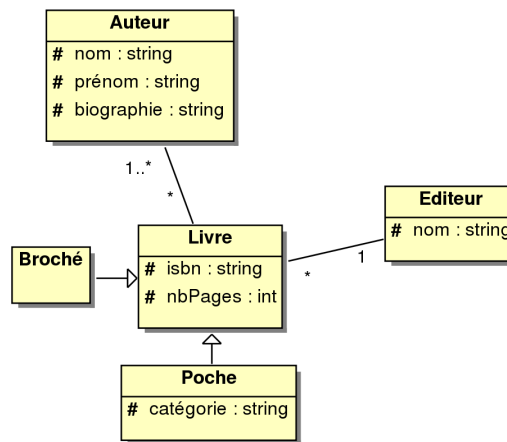 Auteur
# nom : string
# prénom : string
# biographie : string
1..*
*
Editeur
# nom : string
1
*
Livre
# isbn : string
# nbPages : int
Broché
Poche
# catégorie : string